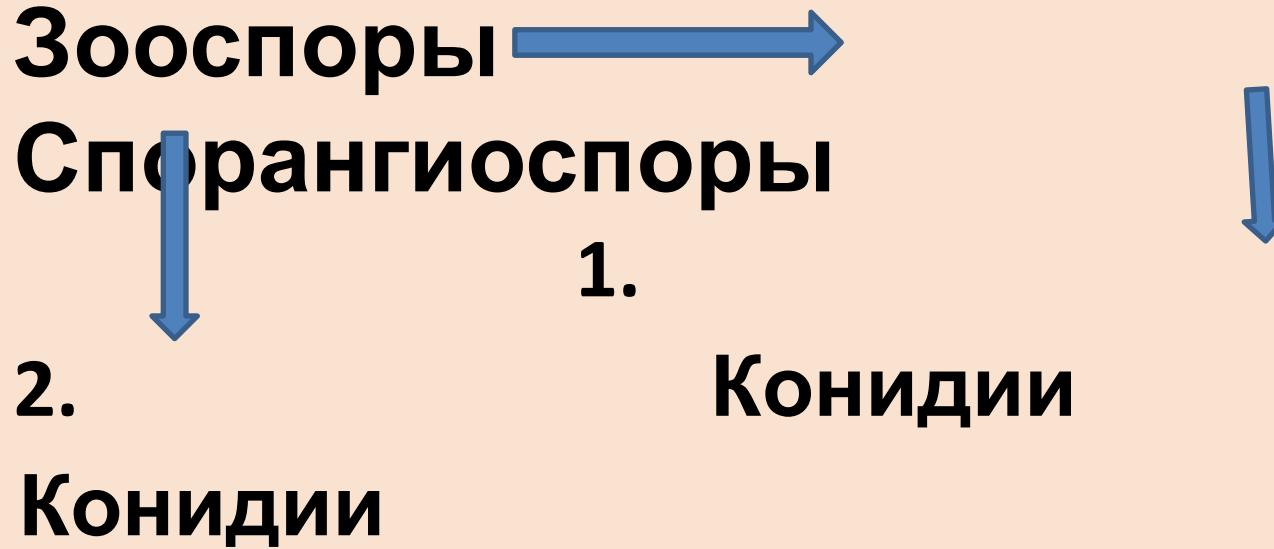 Зооспоры
Спорангиоспоры
1.
2. Конидии
Конидии